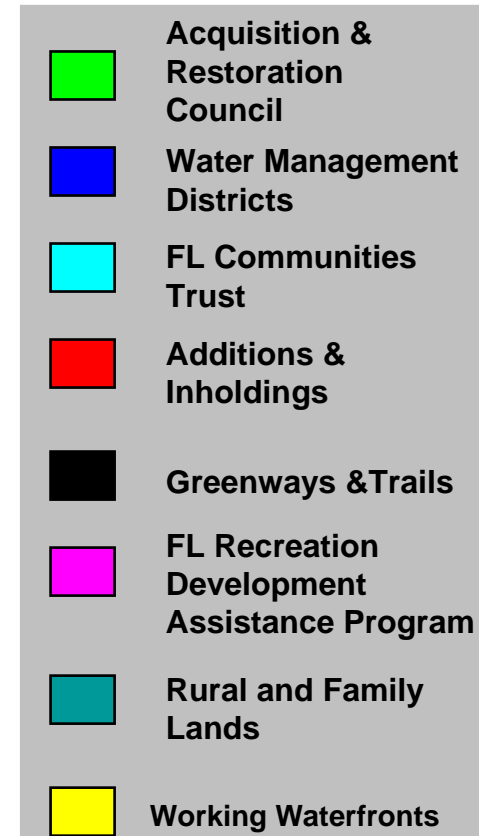 Acquisition &
Restoration
Council
Water Management
Districts
FL Communities
Trust
Additions &
Inholdings
Greenways &Trails
FL Recreation
Development
Assistance Program
Rural and Family
Lands
Working Waterfronts